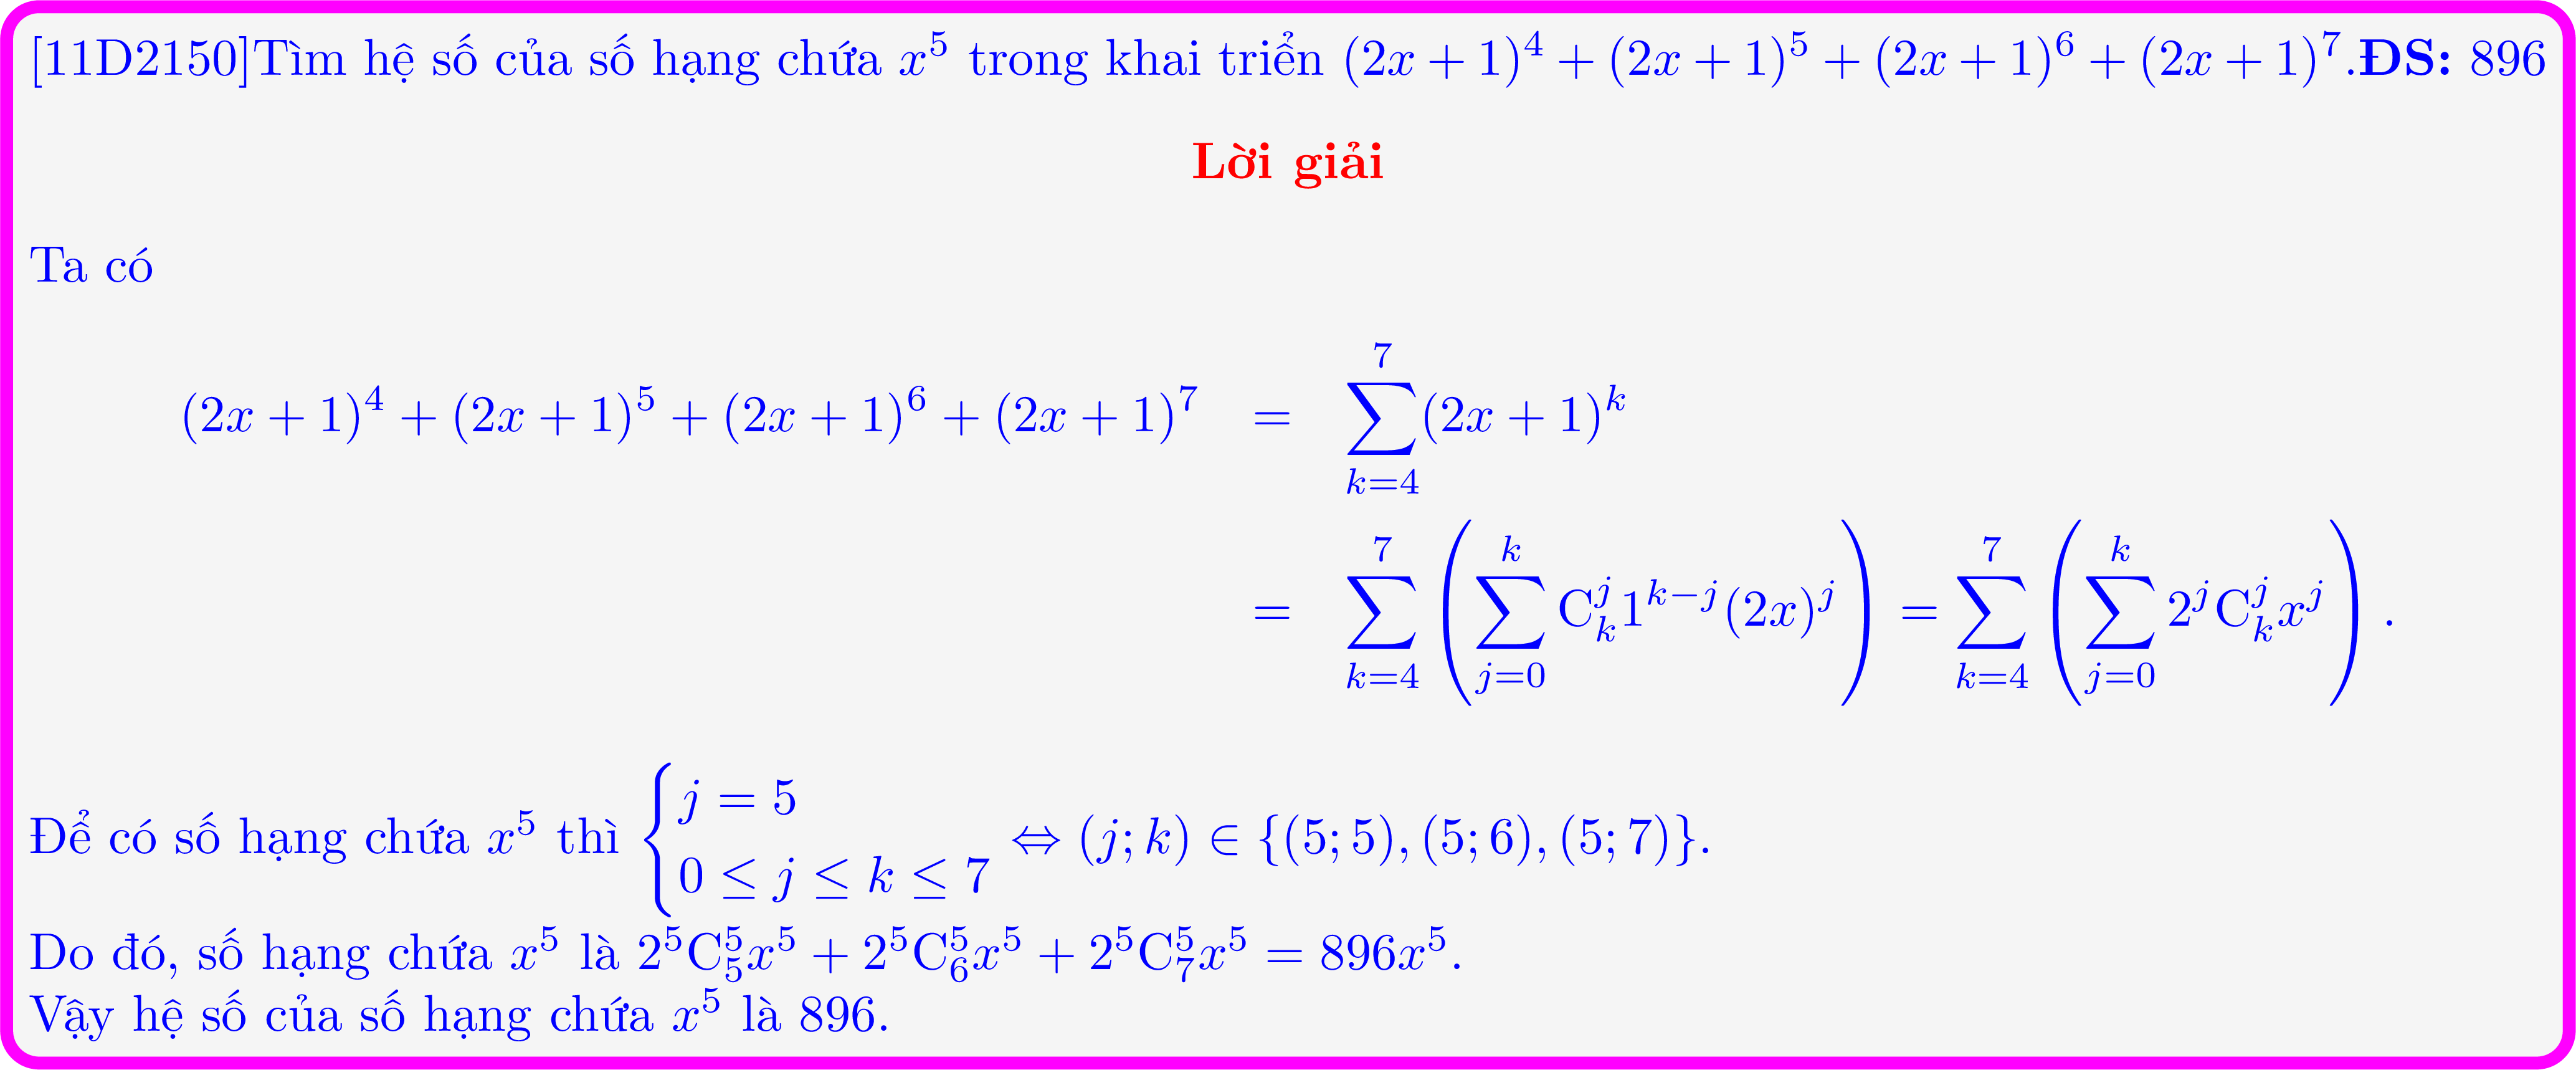 [11D2150]Tìm hệ số của số hạng chứa $x^5$ trong khai triển $(2x+1)^4+(2x+1)^5+(2x+1)^6+(2x+1)^7$.ĐS: 896
Lời giải
Ta có
$(2x+1)^4+(2x+1)^5+(2x+1)^6+(2x+1)^7 = \sum_{k=4}^{7}(2x+1)^k$
$= \sum_{k=4}^{7}\left(\sum_{j=0}^{k}\mathrm{C}_k^j 1^{k-j}(2x)^j\right) = \sum_{k=4}^{7}\left(\sum_{j=0}^{k}2^j\mathrm{C}_k^j x^j\right).$
Để có số hạng chứa $x^5$ thì $\begin{cases} j=5 \\ 0\le j\le k\le 7 \end{cases} \Leftrightarrow (j;k)\in\{(5;5),(5;6),(5;7)\}.$
Do đó, số hạng chứa $x^5$ là $2^5\mathrm{C}_5^5x^5+2^5\mathrm{C}_6^5x^5+2^5\mathrm{C}_7^5x^5=896x^5.$
Vậy hệ số của số hạng chứa $x^5$ là 896.